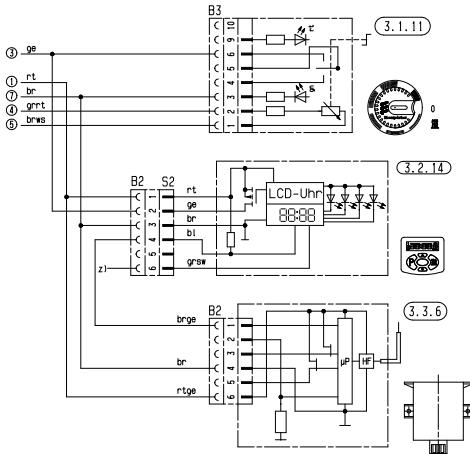 B3
3.1.11
10
9
6
5
4
3
2
1
3 ge
1 rt
7 br
4 grrt
5 brws
0
B2 S2
3.2.14
1 rt
2 ge
3 br
4 bl
5
6 grsw
z)
LCD-Uhr
88:88
P
B2
3.3.6
brge
br
rtge
1
2
3
4
5
6
µP
HF